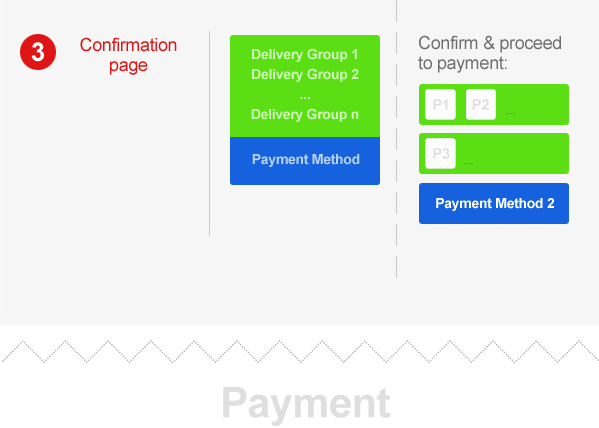 3
Confirmation
page
Delivery Group 1
Delivery Group 2
...
Delivery Group n
Payment Method
Confirm & proceed
to payment:
P1 P2 ...
P3 ...
Payment Method 2
Payment